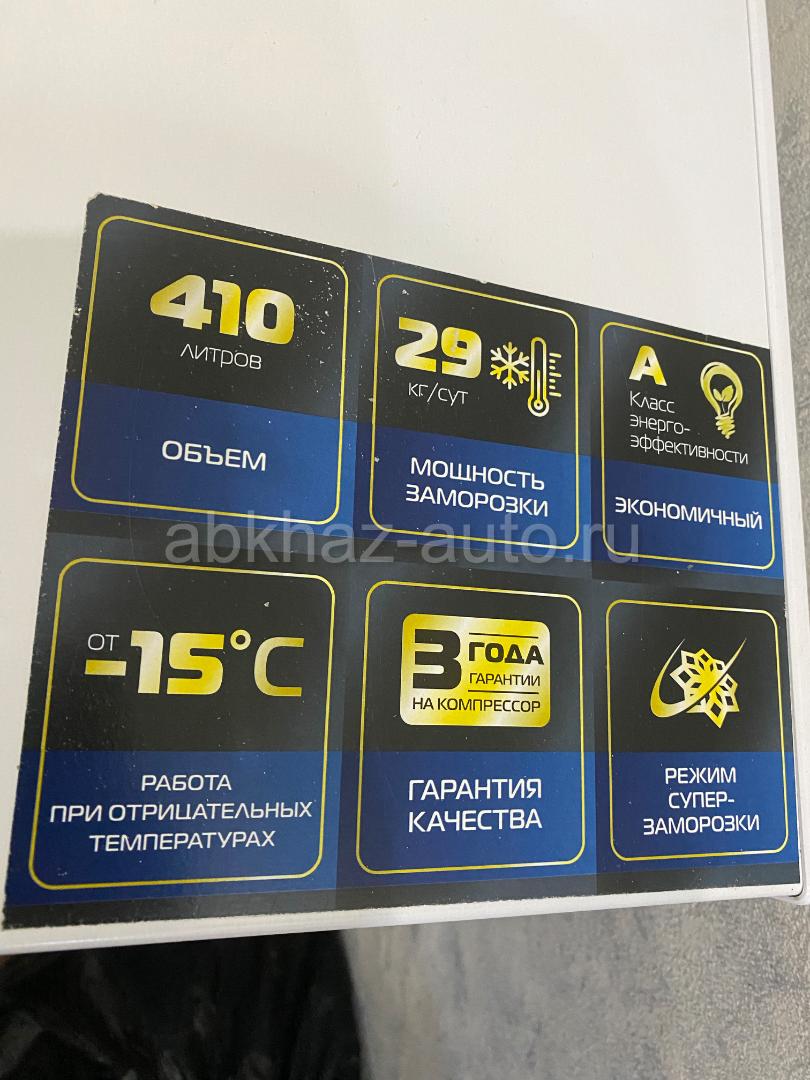 410
ЛИТРОВ
ОБЪЕМ
29
КГ/СУТ
МОЩНОСТЬ
ЗАМОРОЗКИ
A
Класс
энерго-
эффективности
ЭКОНОМИЧНЫЙ
abkhaz-auto.ru
ОТ
-15°C
РАБОТА
ПРИ ОТРИЦАТЕЛЬНЫХ
ТЕМПЕРАТУРАХ
3 ГОДА
ГАРАНТИИ
НА КОМПРЕССОР
ГАРАНТИЯ
КАЧЕСТВА
РЕЖИМ
СУПЕР-
ЗАМОРОЗКИ